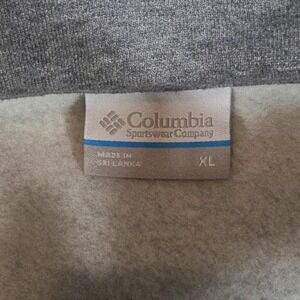 Columbia
Sportswear Company
MADE IN
SRI LANKA
XL